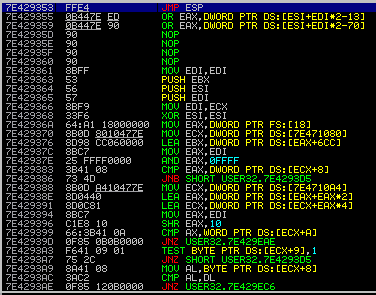 7E429353 FFE4 JMP ESP
7E429355 0B447E ED OR EAX,DWORD PTR DS:[ESI+EDI*2-13]
7E429359 0B447E 90 OR EAX,DWORD PTR DS:[ESI+EDI*2-70]
7E42935D 90 NOP
7E42935E 90 NOP
7E42935F 90 NOP
7E429360 90 NOP
7E429361 8BFF MOV EDI,EDI
7E429363 53 PUSH EBX
7E429364 56 PUSH ESI
7E429365 57 PUSH EDI
7E429366 8BF9 MOV EDI,ECX
7E429368 33F6 XOR ESI,ESI
7E42936A 64:A1 18000000 MOV EAX,DWORD PTR FS:[18]
7E429370 8B0D 8010477E MOV ECX,DWORD PTR DS:[7E471080]
7E429376 8D98 CC060000 LEA EBX,DWORD PTR DS:[EAX+6CC]
7E42937C 8BC7 MOV EAX,EDI
7E42937E 25 FFFF0000 AND EAX,0FFFF
7E429383 3B41 08 CMP EAX,DWORD PTR DS:[ECX+8]
7E429386 73 4D JNB SHORT USER32.7E4293D5
7E429388 8B0D A410477E MOV ECX,DWORD PTR DS:[7E4710A4]
7E42938E 8D0440 LEA EAX,DWORD PTR DS:[EAX+EAX*2]
7E429391 8D0C81 LEA ECX,DWORD PTR DS:[ECX+EAX*4]
7E429394 8BC7 MOV EAX,EDI
7E429396 C1E8 10 SHR EAX,10
7E429399 66:3B41 0A CMP AX,WORD PTR DS:[ECX+A]
7E42939D 0F85 0B0B0000 JNZ USER32.7E429EAE
7E4293A3 F641 09 01 TEST BYTE PTR DS:[ECX+9],1
7E4293A7 75 2C JNZ SHORT USER32.7E4293D5
7E4293A9 8A41 08 MOV AL,BYTE PTR DS:[ECX+8]
7E4293AC 3AC2 CMP AL,DL
7E4293AE 0F85 120B0000 JNZ USER32.7E429EC6